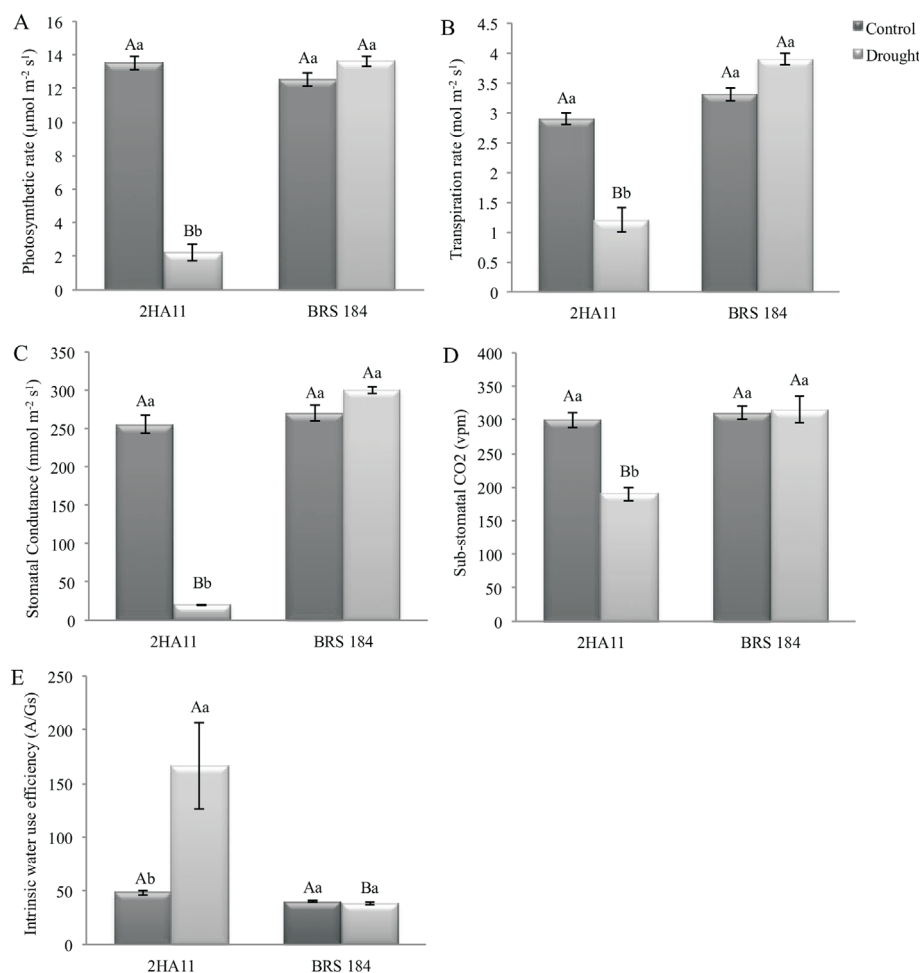 A
Photosymthetic rate (µmol m⁻² s¹)
16
14
12
10
8
6
4
2
0
Aa
Bb
Aa
Aa
2HA11
BRS 184
B
Transpiration rate (mol m⁻² s¹)
4.5
4
3.5
3
2.5
2
1.5
1
0.5
0
Aa
Bb
Aa
Aa
2HA11
BRS 184
Control
Drought
C
Stomatal Condutance (mmol m⁻² s¹)
350
300
250
200
150
100
50
0
Aa
Bb
Aa
Aa
2HA11
BRS 184
D
Sub-stomatal CO2 (vpm)
400
350
300
250
200
150
100
50
0
Aa
Bb
Aa
Aa
2HA11
BRS 184
E
Intrinsic water use efficiency (A/Gs)
250
200
150
100
50
0
Ab
Aa
Aa
Ba
2HA11
BRS 184